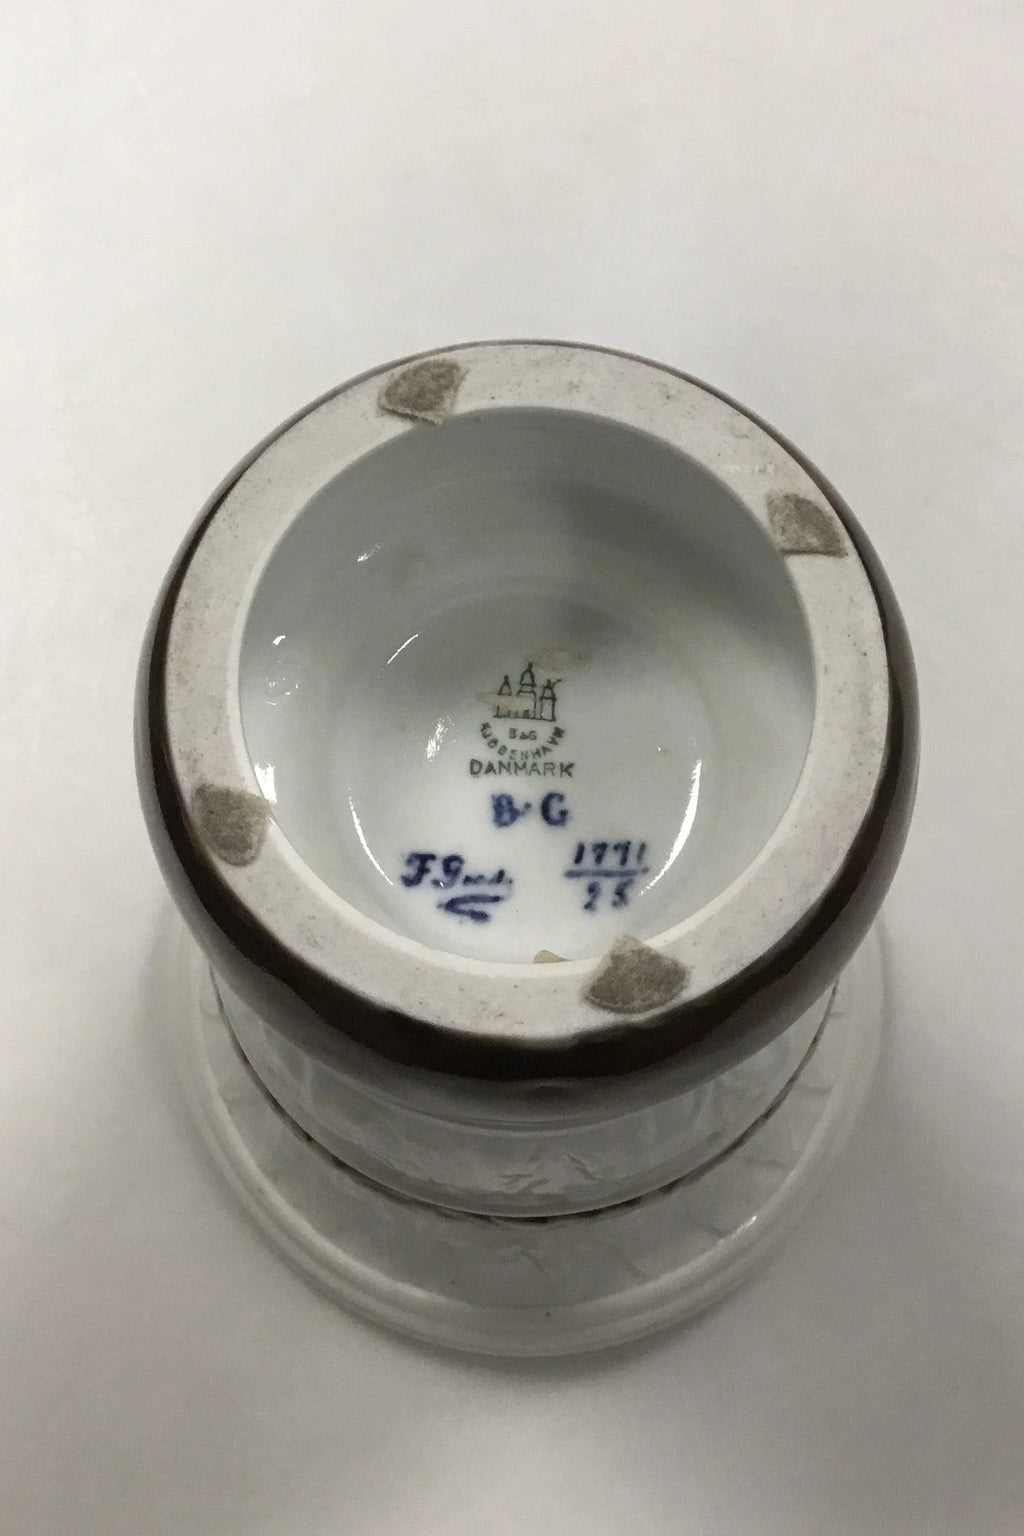 B&G
KJØBENHAVN
DANMARK
B & G
1771
25